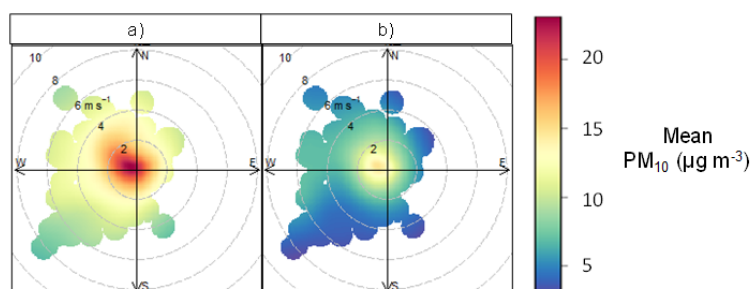 a) b)
10 N 10 N
8 8
6 m s⁻¹ 6 m s⁻¹
4 4
2 2
W E W E
S S
20
15
10
5
Mean
PM₁₀ (µg m⁻³)